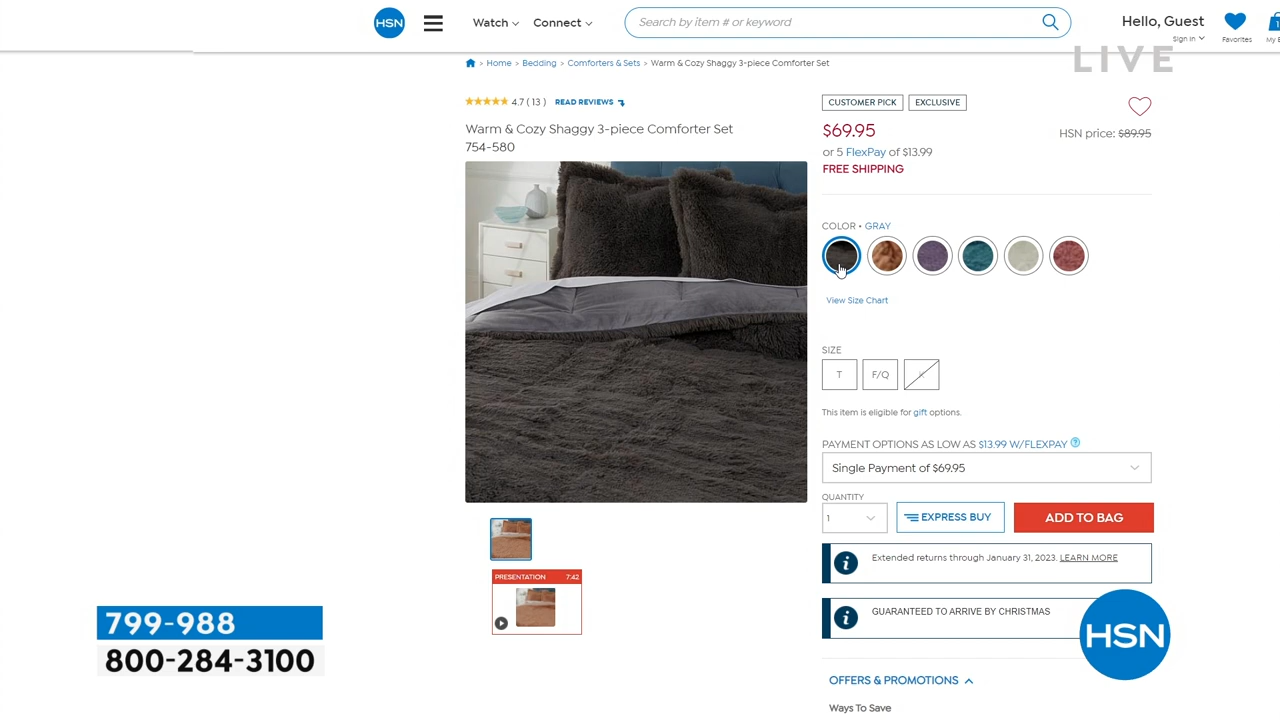 HSN
Watch
Connect
Search by item # or keyword
Hello, Guest
Sign In
Favorites
LIVE
> Home > Bedding > Comforters & Sets > Warm & Cozy Shaggy 3-piece Comforter Set
4.7 ( 13 ) READ REVIEWS
Warm & Cozy Shaggy 3-piece Comforter Set
754-580
CUSTOMER PICK
EXCLUSIVE
$69.95
HSN price: $89.95
or 5 FlexPay of $13.99
FREE SHIPPING
COLOR • GRAY
View Size Chart
SIZE
T
F/Q
This item is eligible for gift options.
PAYMENT OPTIONS AS LOW AS $13.99 W/FLEXPAY ?
Single Payment of $69.95
QUANTITY
1
EXPRESS BUY
ADD TO BAG
Extended returns through January 31, 2023. LEARN MORE
GUARANTEED TO ARRIVE BY CHRISTMAS
PRESENTATION 7:42
799-988
800-284-3100
HSN
OFFERS & PROMOTIONS
Ways To Save